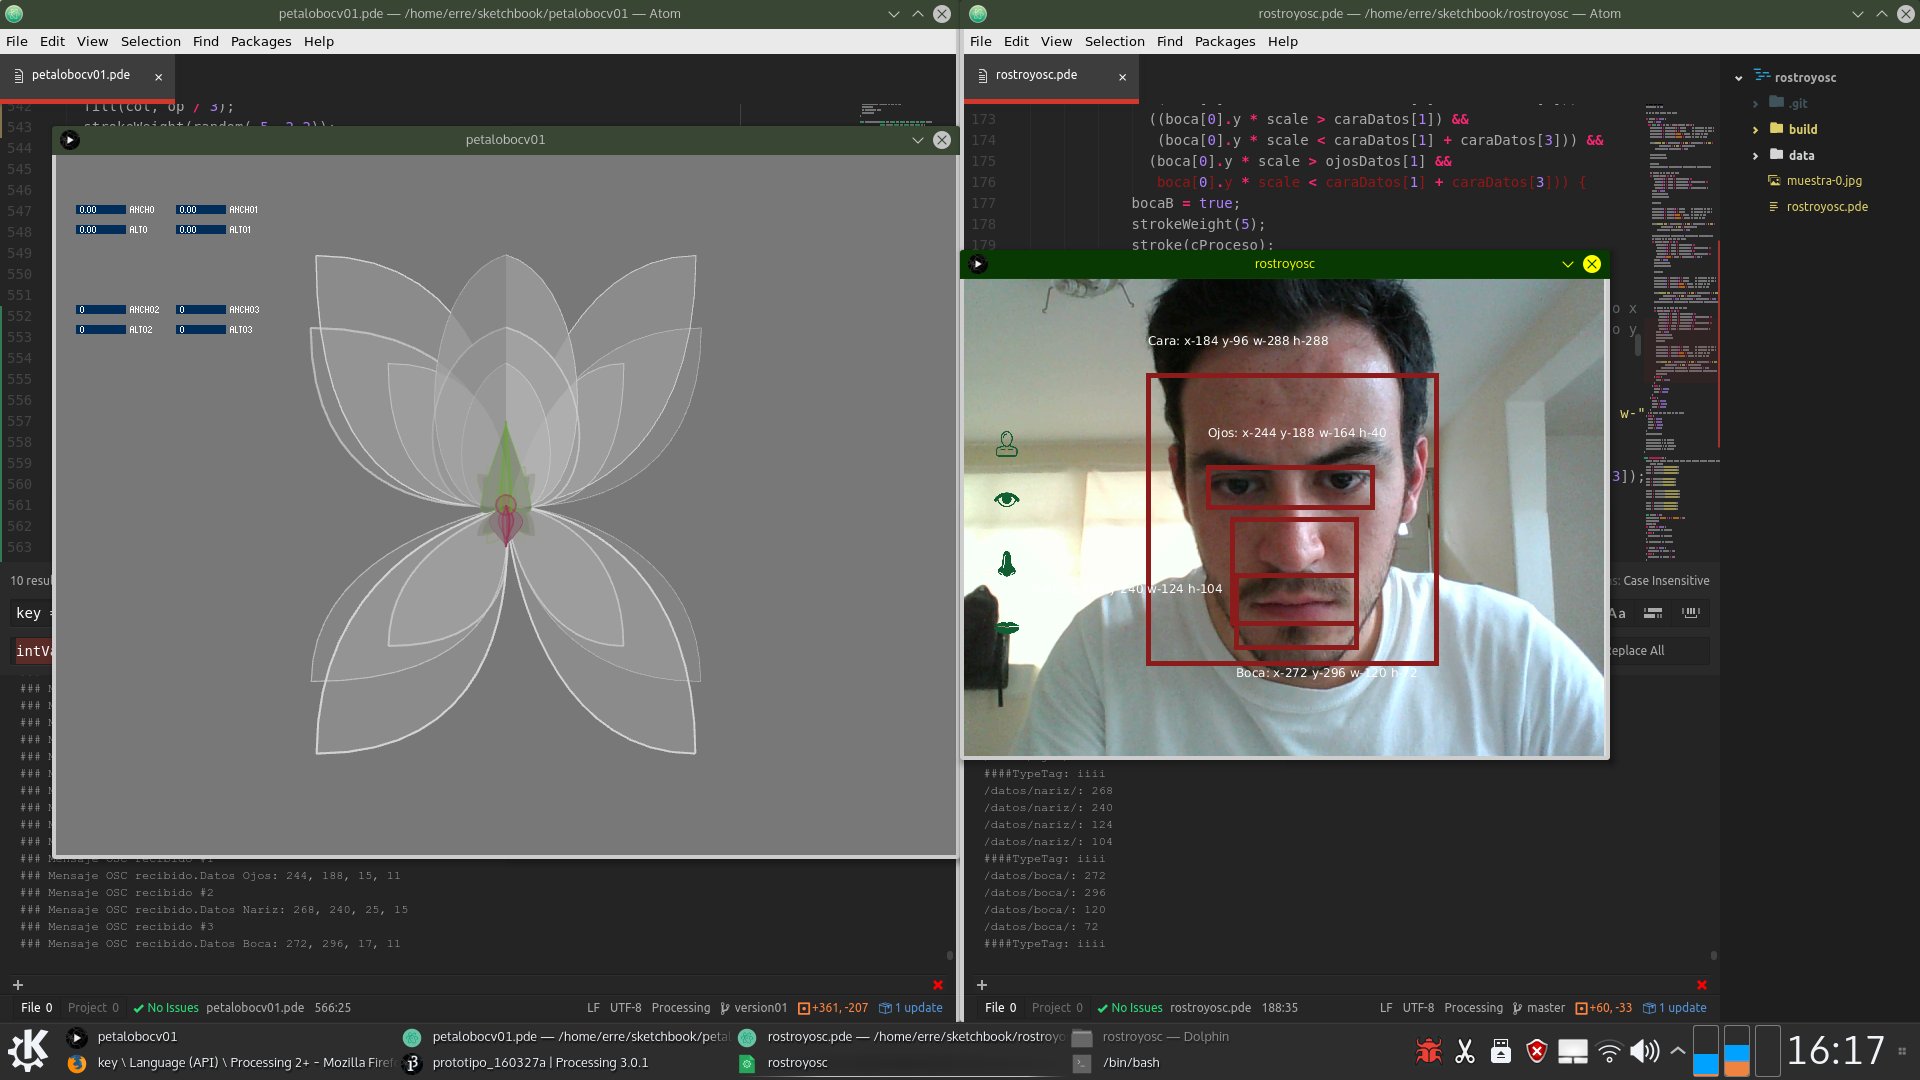 petalobocv01.pde — /home/erre/sketchbook/petalobocv01 — Atom
File Edit View Selection Find Packages Help
petalobocv01.pde
542 fill(col, op / 3);
543
544
545
546
547
548
549
550
551
552
553
554
555
556
557
558
559
560
561
562
563
petalobocv01
0.00 ANCHO 0.00 ANCHO1
0.00 ALTO 0.00 ALTO1
0 ANCHO2 0 ANCHO3
0 ALTO2 0 ALTO3
10 resu
key =
intVa
### Mensaje OSC recibido #1
### Mensaje OSC recibido.Datos Ojos: 244, 188, 15, 11
### Mensaje OSC recibido #2
### Mensaje OSC recibido.Datos Nariz: 268, 240, 25, 15
### Mensaje OSC recibido #3
### Mensaje OSC recibido.Datos Boca: 272, 296, 17, 11
File 0 Project 0 No Issues petalobocv01.pde 566:25 LF UTF-8 Processing version01 +361, -207 1 update
rostroyosc.pde — /home/erre/sketchbook/rostroyosc — Atom
File Edit View Selection Find Packages Help
rostroyosc.pde
173 ((boca[0].y * scale > caraDatos[1]) &&
174 (boca[0].y * scale < caraDatos[1] + caraDatos[3])) &&
175 (boca[0].y * scale > ojosDatos[1] &&
176 boca[0].y * scale < caraDatos[1] + caraDatos[3])) {
177 bocaB = true;
178 strokeWeight(5);
179 stroke(cProceso);
rostroyosc
.git
build
data
muestra-0.jpg
rostroyosc.pde
rostroyosc
Cara: x-184 y-96 w-288 h-288
Ojos: x-244 y-188 w-164 h-40
y-240 w-124 h-104
Boca: x-272 y-296 w-120 h-72
o x
o y
w-"
3]);
ns: Case Insensitive
Aa
Replace All
####TypeTag: iiii
/datos/nariz/: 268
/datos/nariz/: 240
/datos/nariz/: 124
/datos/nariz/: 104
####TypeTag: iiii
/datos/boca/: 272
/datos/boca/: 296
/datos/boca/: 120
/datos/boca/: 72
####TypeTag: iiii
File 0 Project 0 No Issues rostroyosc.pde 188:35 LF UTF-8 Processing master +60, -33 1 update
petalobocv01 petalobocv01.pde — /home/erre/sketchbook/petal rostroyosc.pde — /home/erre/sketchbook/rostroyo rostroyosc — Dolphin
key \ Language (API) \ Processing 2+ - Mozilla Firef prototipo_160327a | Processing 3.0.1 rostroyosc /bin/bash
16:17